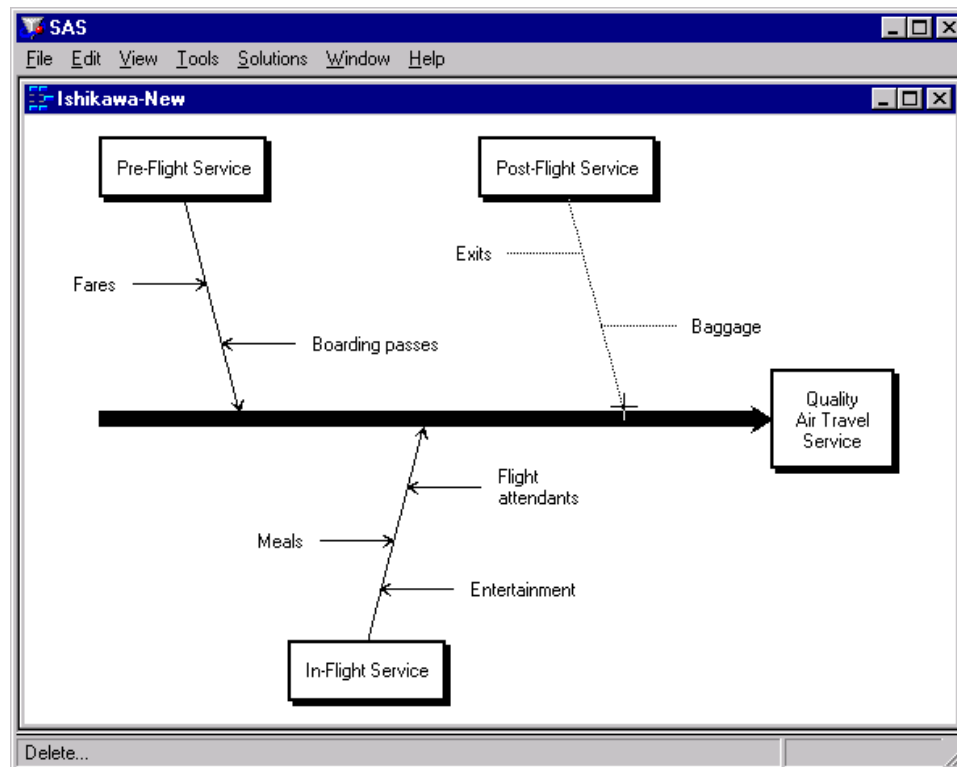 SAS
File Edit View Tools Solutions Window Help
Ishikawa-New
Pre-Flight Service
Post-Flight Service
Exits
Fares
Baggage
Boarding passes
Quality
Air Travel
Service
Flight
attendants
Meals
Entertainment
In-Flight Service
Delete...